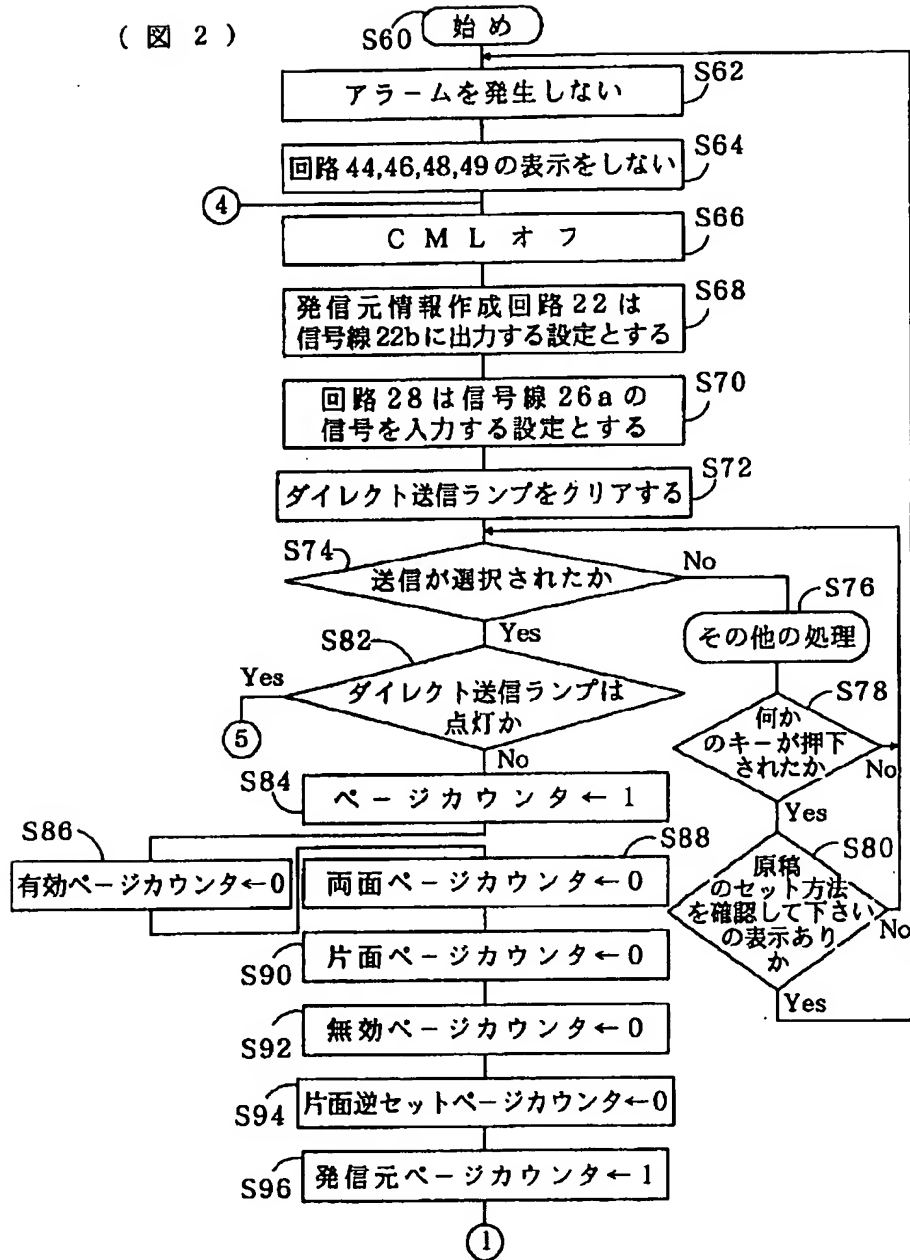 (図 2)
S60
始め
アラームを発生しない
S62
回路44,46,48,49の表示をしない
S64
④
CMLオフ
S66
発信元情報作成回路22は
信号線22bに出力する設定とする
S68
回路28は信号線26aの
信号を入力する設定とする
S70
ダイレクト送信ランプをクリアする
S72
S74
送信が選択されたか
No
Yes
S76
その他の処理
S82
ダイレクト送信ランプは
点灯か
Yes
⑤
No
S78
何か
のキーが押下
されたか
No
Yes
S84
ページカウンタ←1
S86
有効ページカウンタ←0
S88
両面ページカウンタ←0
S80
原稿
のセット方法
を確認して下さい
の表示あり
か
No
Yes
S90
片面ページカウンタ←0
S92
無効ページカウンタ←0
S94
片面逆セットページカウンタ←0
S96
発信元ページカウンタ←1
①